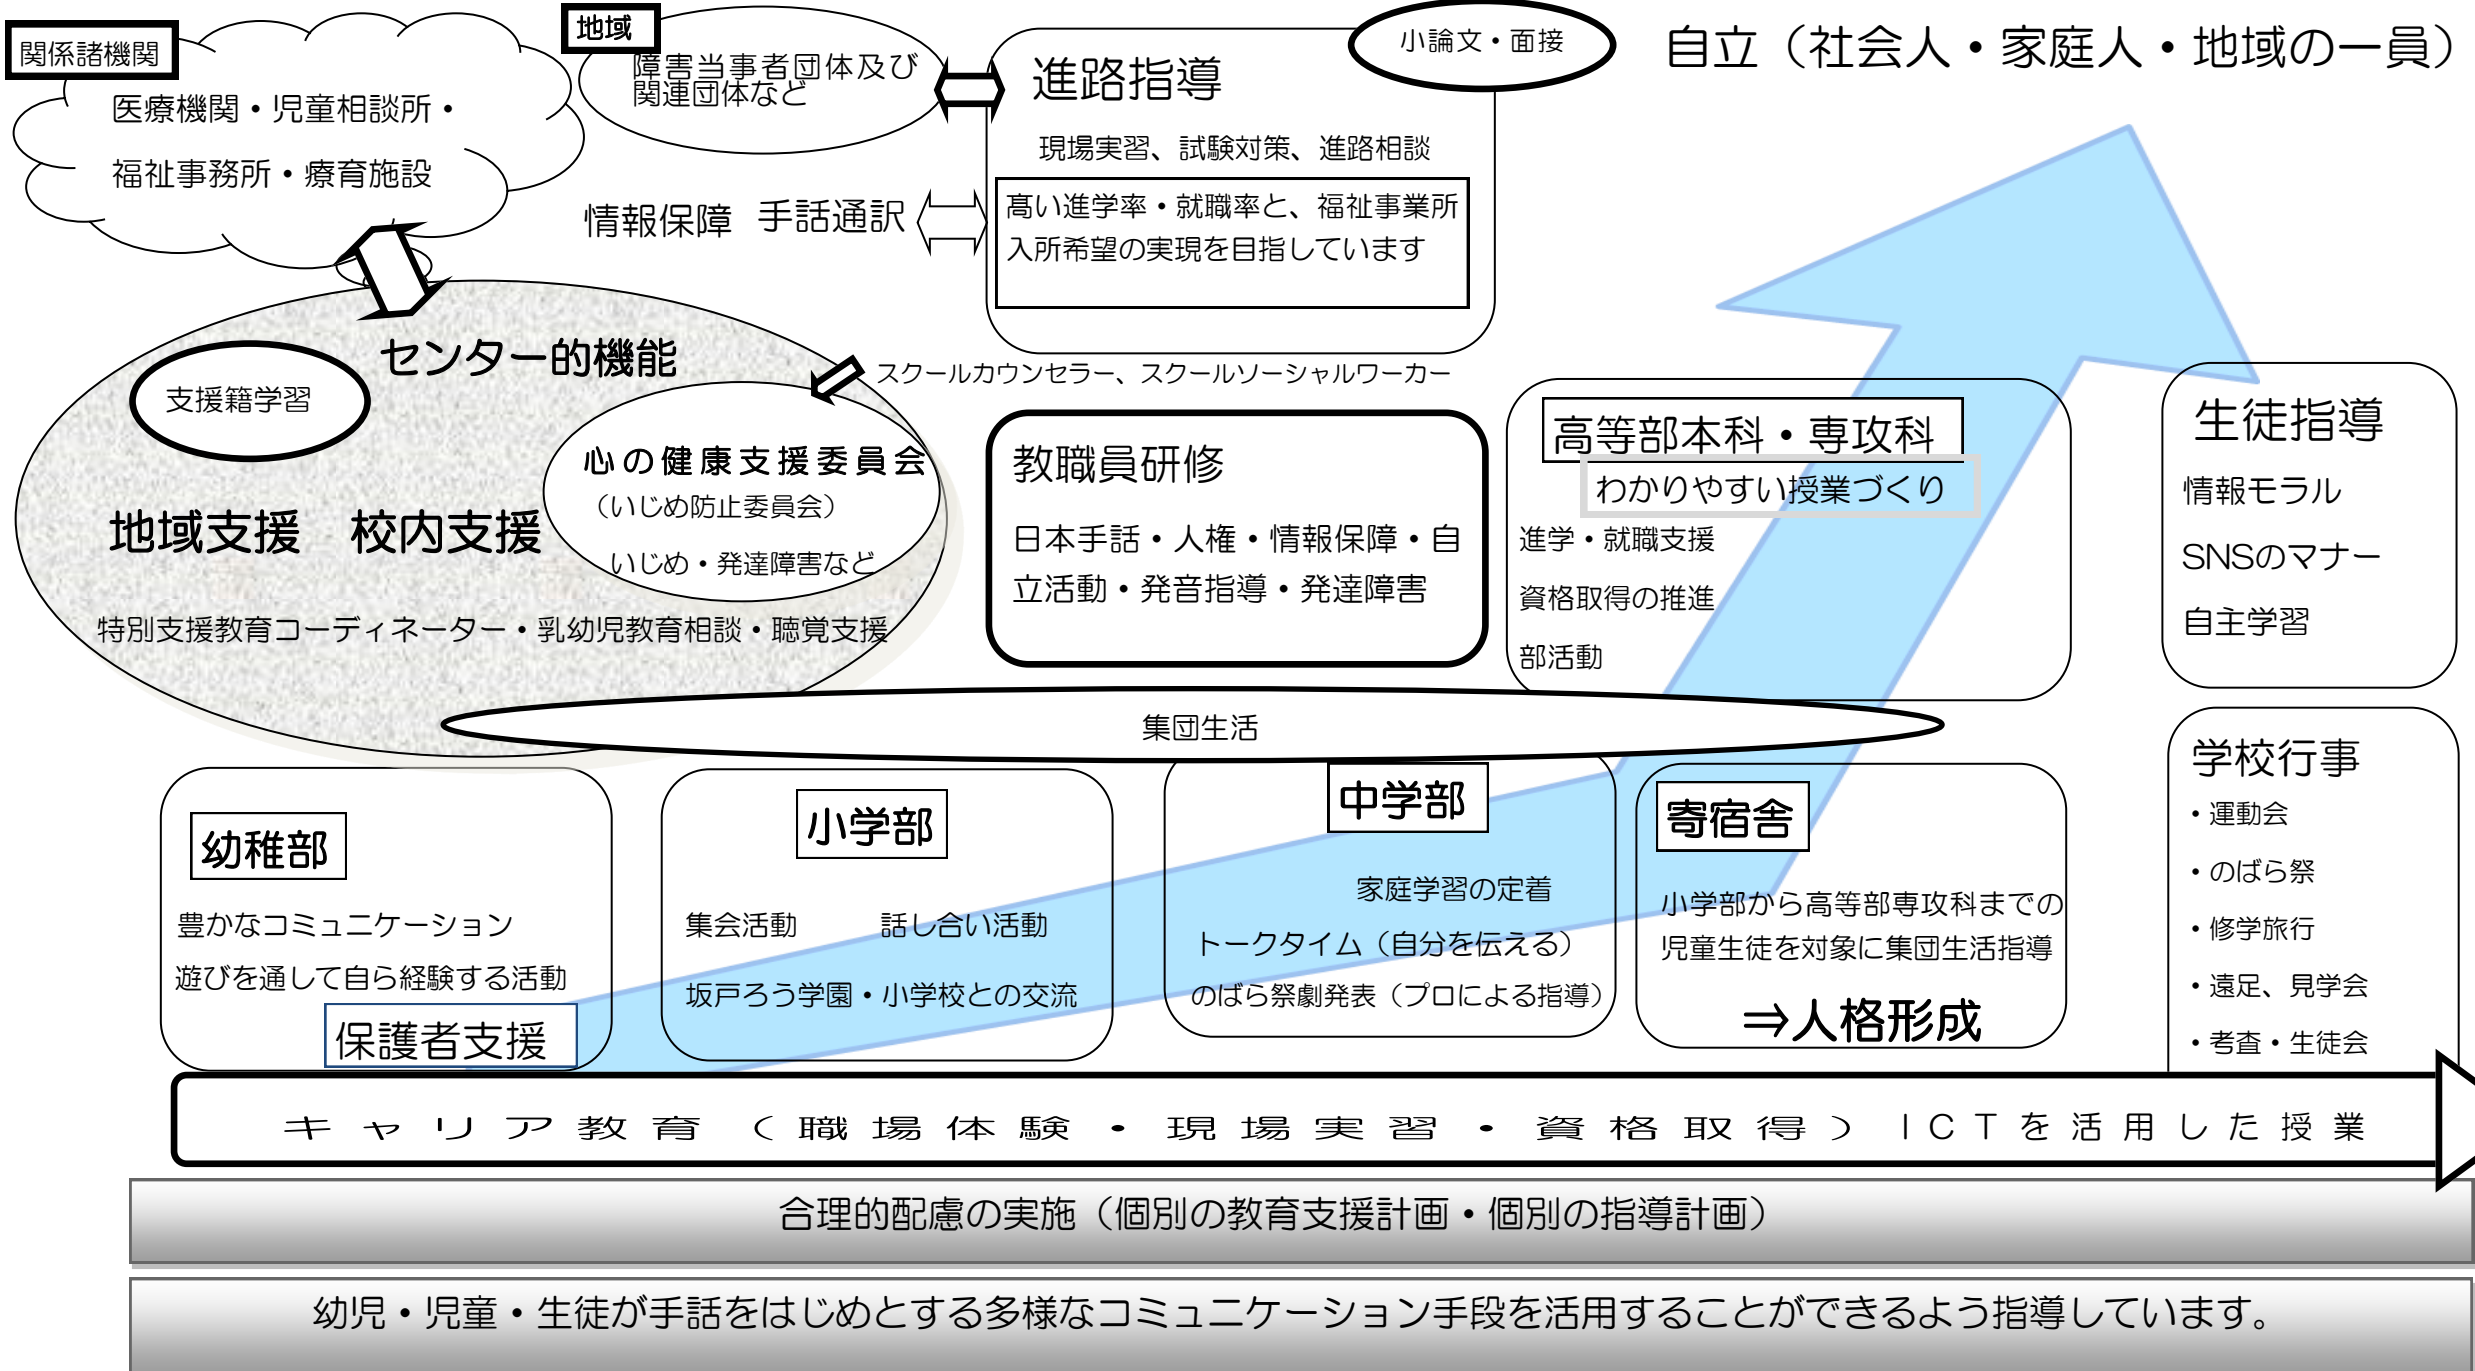 関係諸機関
医療機関・児童相談所・
福祉事務所・療育施設
地域
障害当事者団体及び
関連団体など
情報保障　手話通訳
進路指導
小論文・面接
現場実習、試験対策、進路相談
高い進学率・就職率と、福祉事業所
入所希望の実現を目指しています
自立（社会人・家庭人・地域の一員）
センター的機能
支援籍学習
スクールカウンセラー、スクールソーシャルワーカー
心の健康支援委員会
（いじめ防止委員会）
いじめ・発達障害など
地域支援　校内支援
特別支援教育コーディネーター・乳幼児教育相談・聴覚支援
教職員研修
日本手話・人権・情報保障・自
立活動・発音指導・発達障害
高等部本科・専攻科
わかりやすい授業づくり
進学・就職支援
資格取得の推進
部活動
生徒指導
情報モラル
SNSのマナー
自主学習
集団生活
幼稚部
豊かなコミュニケーション
遊びを通して自ら経験する活動
保護者支援
小学部
集会活動　話し合い活動
坂戸ろう学園・小学校との交流
中学部
家庭学習の定着
トークタイム（自分を伝える）
のばら祭劇発表（プロによる指導）
寄宿舎
小学部から高等部専攻科までの
児童生徒を対象に集団生活指導
⇒人格形成
学校行事
・運動会
・のばら祭
・修学旅行
・遠足、見学会
・考査・生徒会
キャリア教育（職場体験・現場実習・資格取得）ICTを活用した授業
合理的配慮の実施（個別の教育支援計画・個別の指導計画）
幼児・児童・生徒が手話をはじめとする多様なコミュニケーション手段を活用することができるよう指導しています。